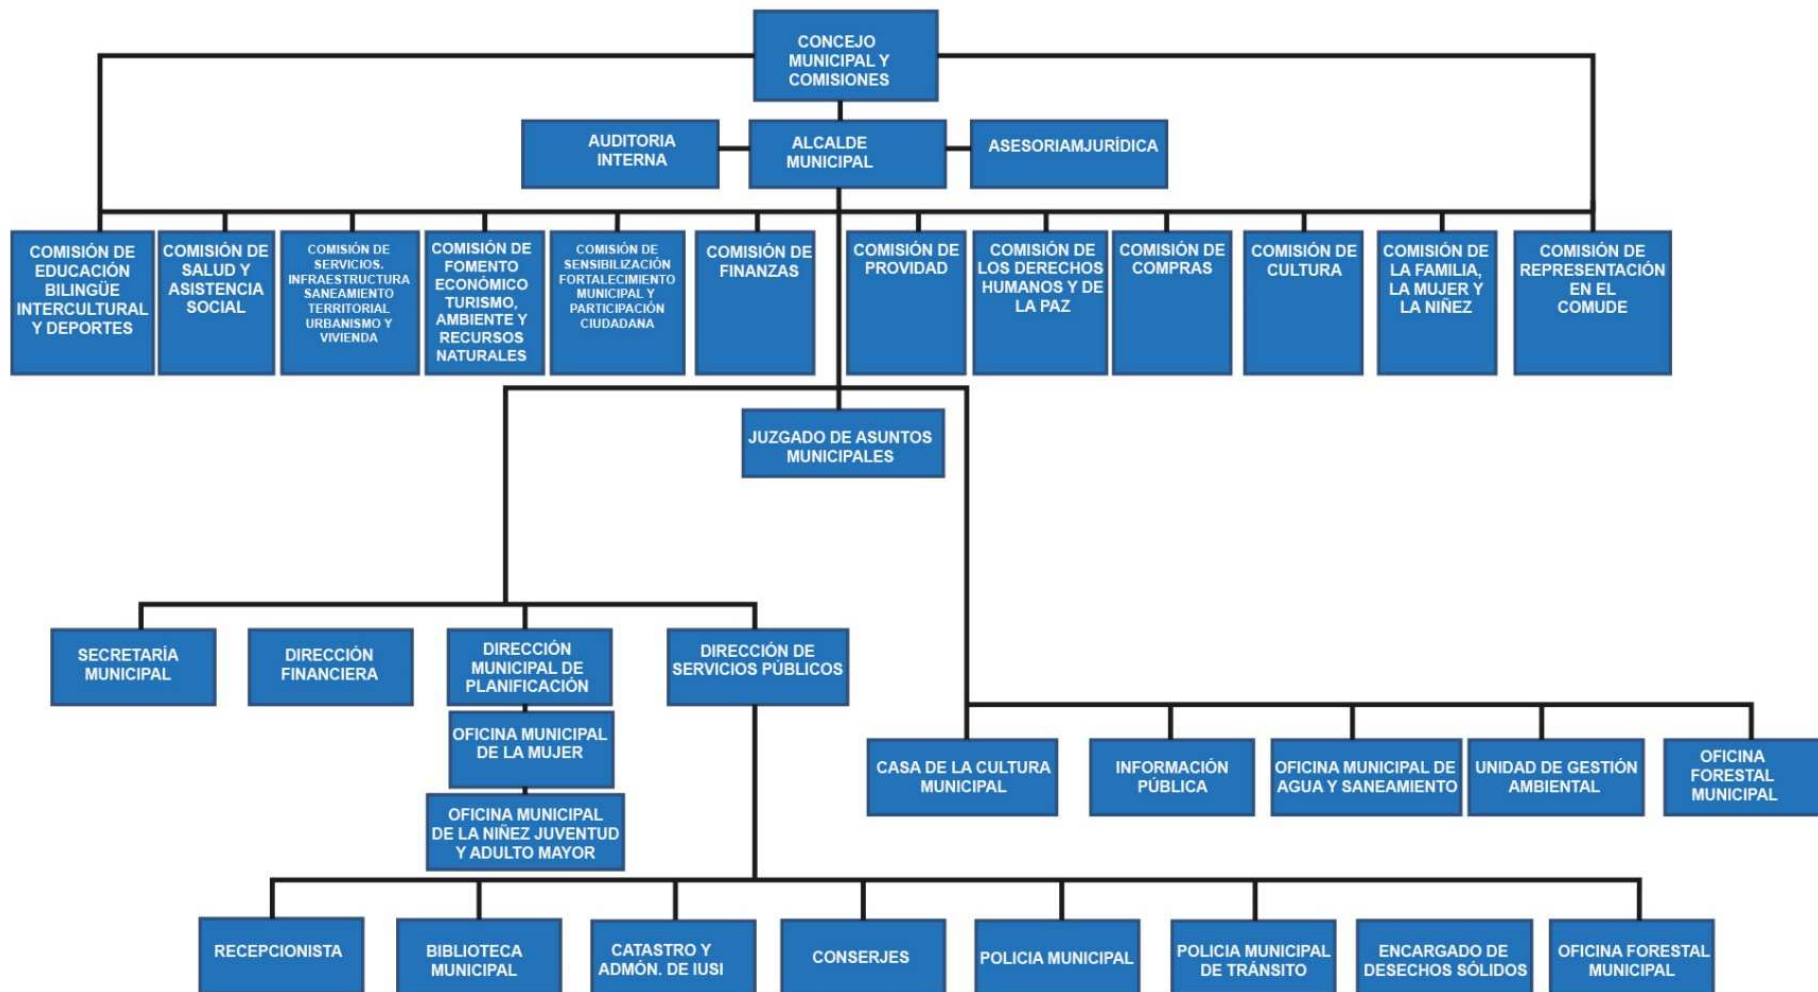 CONCEJO
MUNICIPAL Y
COMISIONES
AUDITORIA
INTERNA
ALCALDE
MUNICIPAL
ASESORIAMJURÍDICA
COMISIÓN DE
EDUCACIÓN
BILINGÜE
INTERCULTURAL
Y DEPORTES
COMISIÓN DE
SALUD Y
ASISTENCIA
SOCIAL
COMISIÓN DE
SERVICIOS.
INFRAESTRUCTURA
SANEAMIENTO
TERRITORIAL
URBANISMO Y
VIVIENDA
COMISIÓN DE
FOMENTO
ECONÓMICO
TURISMO,
AMBIENTE Y
RECURSOS
NATURALES
COMISIÓN DE
SENSIBILIZACIÓN
FORTALECIMIENTO
MUNICIPAL Y
PARTICIPACIÓN
CIUDADANA
COMISIÓN DE
FINANZAS
COMISIÓN DE
PROVIDAD
COMISIÓN DE
LOS DERECHOS
HUMANOS Y DE
LA PAZ
COMISIÓN DE
COMPRAS
COMISIÓN DE
CULTURA
COMISIÓN DE
LA FAMILIA,
LA MUJER Y
LA NIÑEZ
COMISIÓN DE
REPRESENTACIÓN
EN EL
COMUDE
JUZGADO DE ASUNTOS
MUNICIPALES
SECRETARÍA
MUNICIPAL
DIRECCIÓN
FINANCIERA
DIRECCIÓN
MUNICIPAL DE
PLANIFICACIÓN
DIRECCIÓN DE
SERVICIOS PÚBLICOS
OFICINA MUNICIPAL
DE LA MUJER
OFICINA MUNICIPAL
DE LA NIÑEZ JUVENTUD
Y ADULTO MAYOR
CASA DE LA CULTURA
MUNICIPAL
INFORMACIÓN
PÚBLICA
OFICINA MUNICIPAL DE
AGUA Y SANEAMIENTO
UNIDAD DE GESTIÓN
AMBIENTAL
OFICINA
FORESTAL
MUNICIPAL
RECEPCIONISTA
BIBLIOTECA
MUNICIPAL
CATASTRO Y
ADMÓN. DE IUSI
CONSERJES
POLICIA MUNICIPAL
POLICIA MUNICIPAL
DE TRÁNSITO
ENCARGADO DE
DESECHOS SÓLIDOS
OFICINA FORESTAL
MUNICIPAL